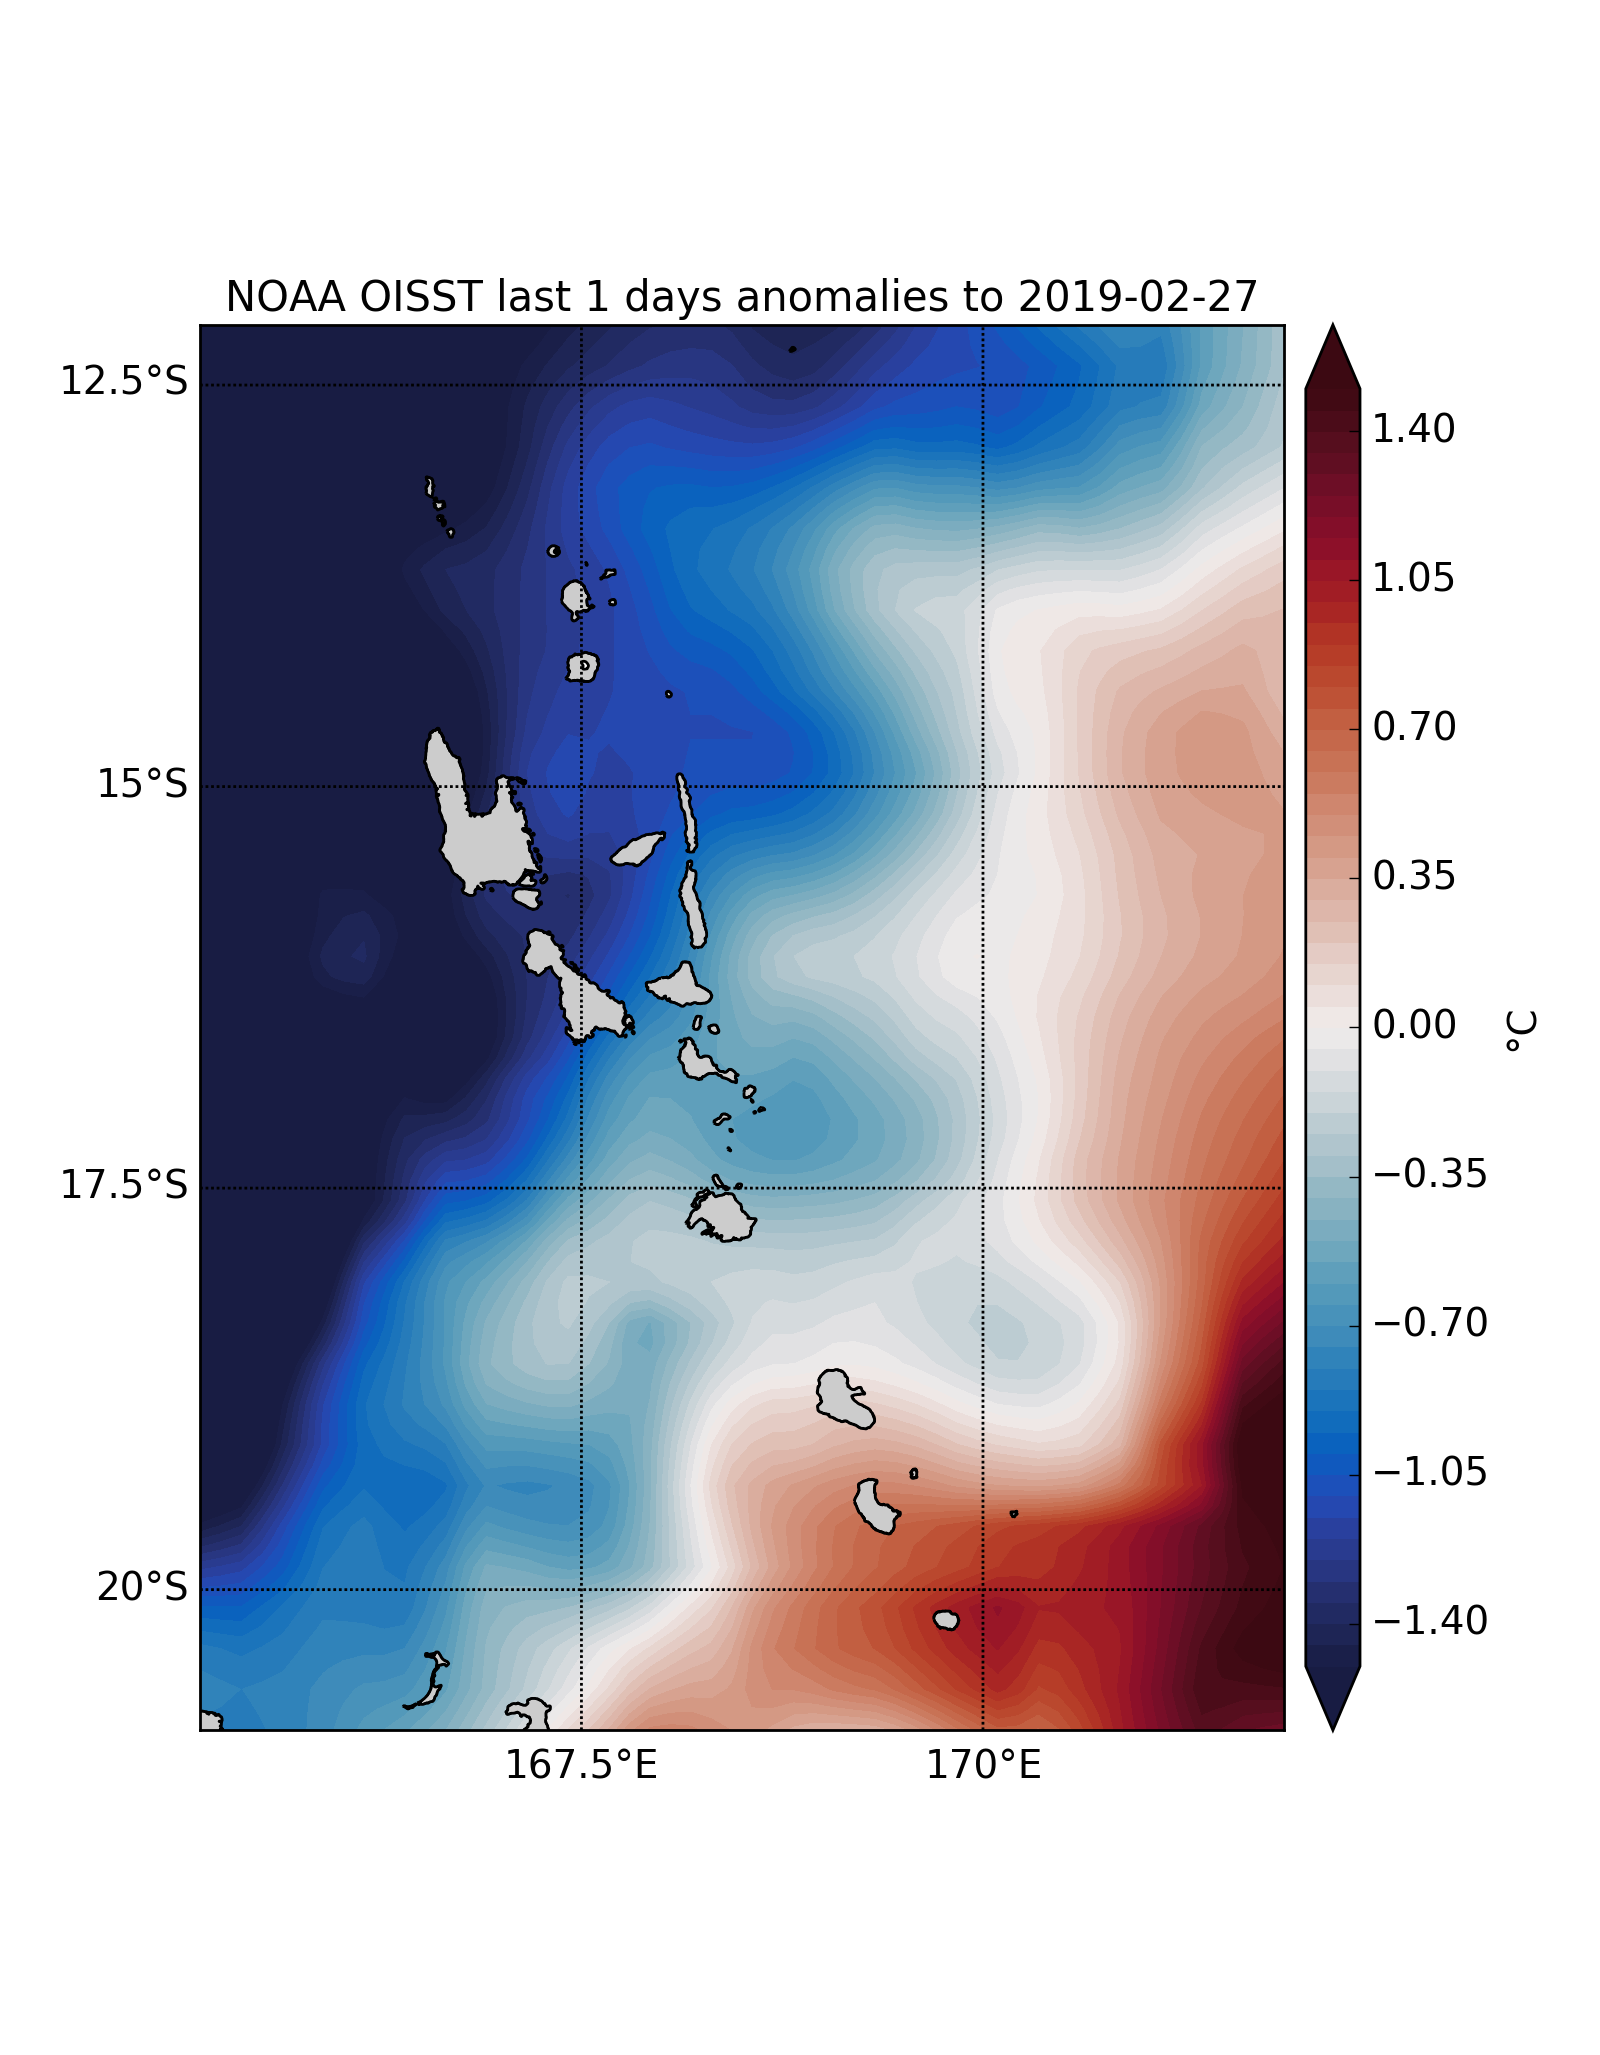 NOAA OISST last 1 days anomalies to 2019-02-27
12.5°S
15°S
17.5°S
20°S
167.5°E
170°E
1.40
1.05
0.70
0.35
0.00
−0.35
−0.70
−1.05
−1.40
°C